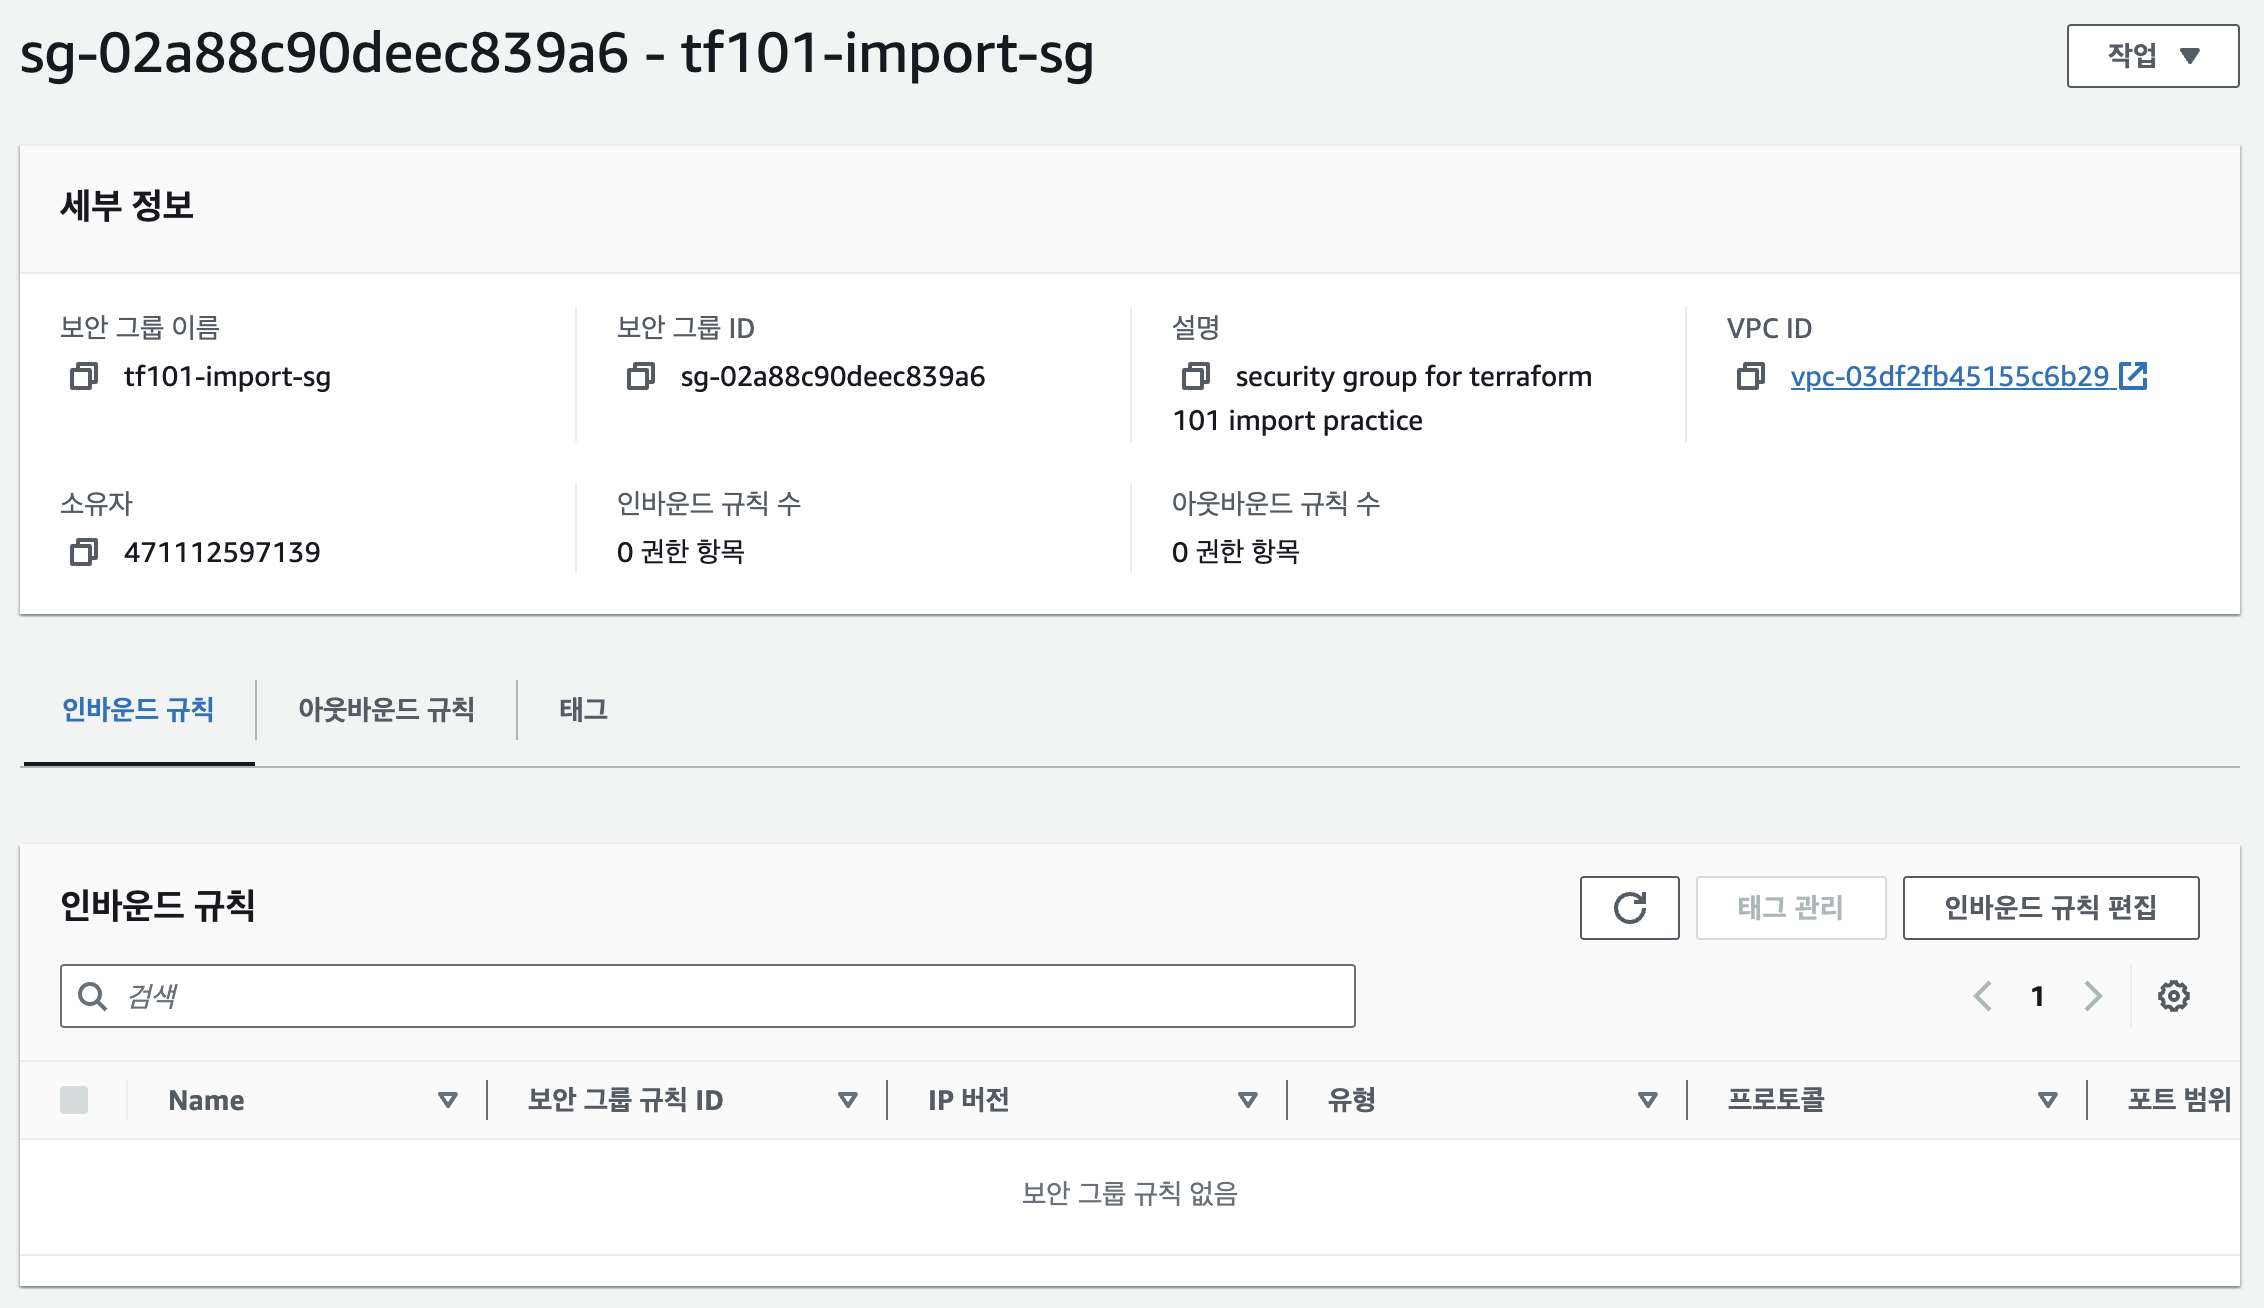 sg-02a88c90deec839a6 - tf101-import-sg
작업
세부 정보
보안 그룹 이름
tf101-import-sg
보안 그룹 ID
sg-02a88c90deec839a6
설명
security group for terraform
101 import practice
VPC ID
vpc-03df2fb45155c6b29
소유자
471112597139
인바운드 규칙 수
0 권한 항목
아웃바운드 규칙 수
0 권한 항목
인바운드 규칙
아웃바운드 규칙
태그
인바운드 규칙
태그 관리
인바운드 규칙 편집
검색
1
Name
보안 그룹 규칙 ID
IP 버전
유형
프로토콜
포트 범위
보안 그룹 규칙 없음